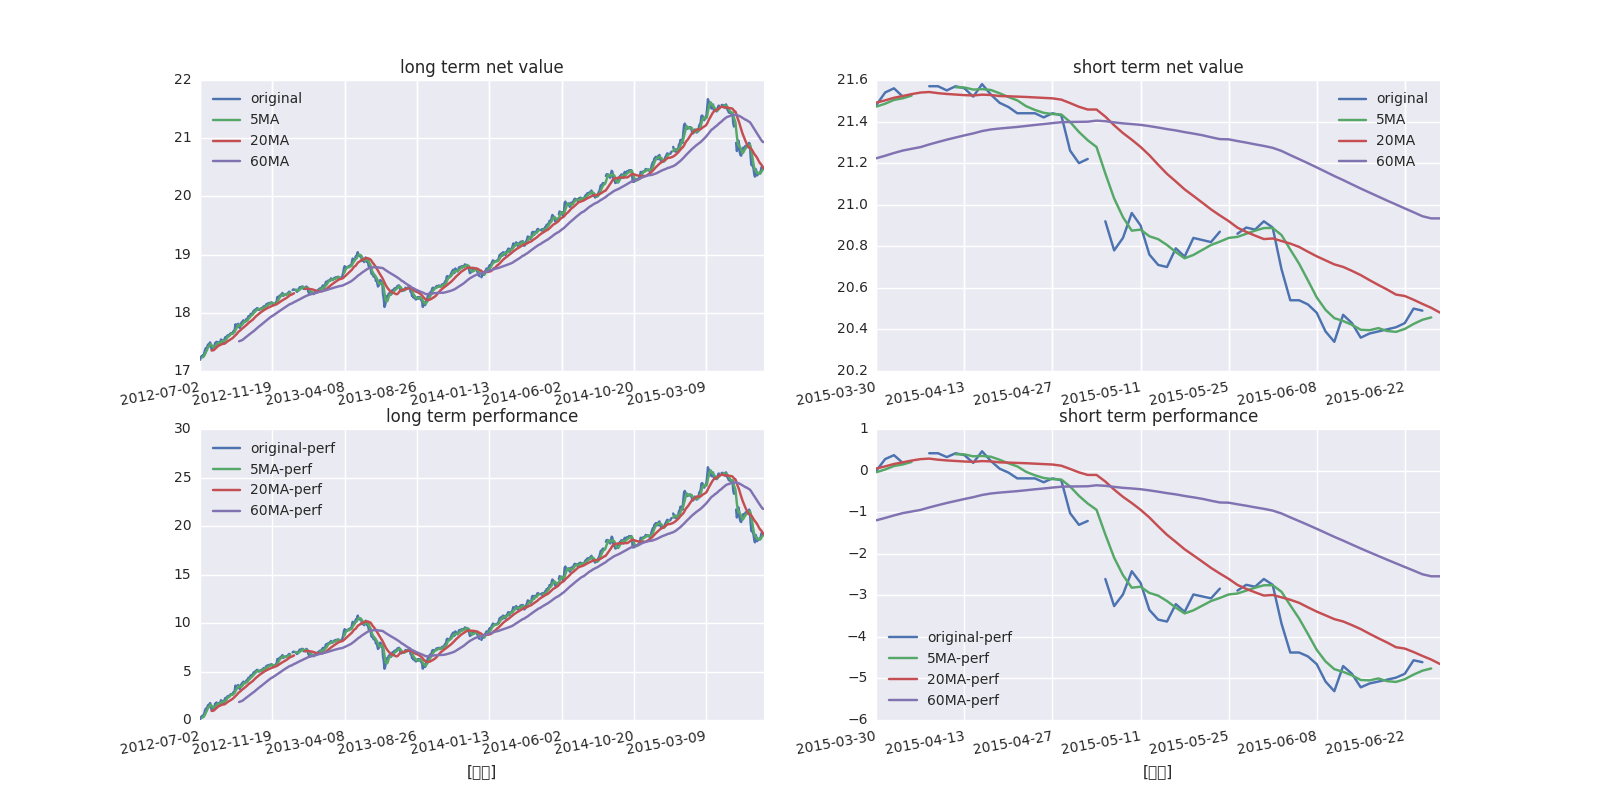 long term net value
22
21
20
19
18
17
original
5MA
20MA
60MA
2012-07-02 2012-11-19 2013-04-08 2013-08-26 2014-01-13 2014-06-02 2014-10-20 2015-03-09
short term net value
21.6
21.4
21.2
21.0
20.8
20.6
20.4
20.2
original
5MA
20MA
60MA
2015-03-30 2015-04-13 2015-04-27 2015-05-11 2015-05-25 2015-06-08 2015-06-22
long term performance
30
25
20
15
10
5
0
original-perf
5MA-perf
20MA-perf
60MA-perf
2012-07-02 2012-11-19 2013-04-08 2013-08-26 2014-01-13 2014-06-02 2014-10-20 2015-03-09
short term performance
1
0
−1
−2
−3
−4
−5
−6
original-perf
5MA-perf
20MA-perf
60MA-perf
2015-03-30 2015-04-13 2015-04-27 2015-05-11 2015-05-25 2015-06-08 2015-06-22